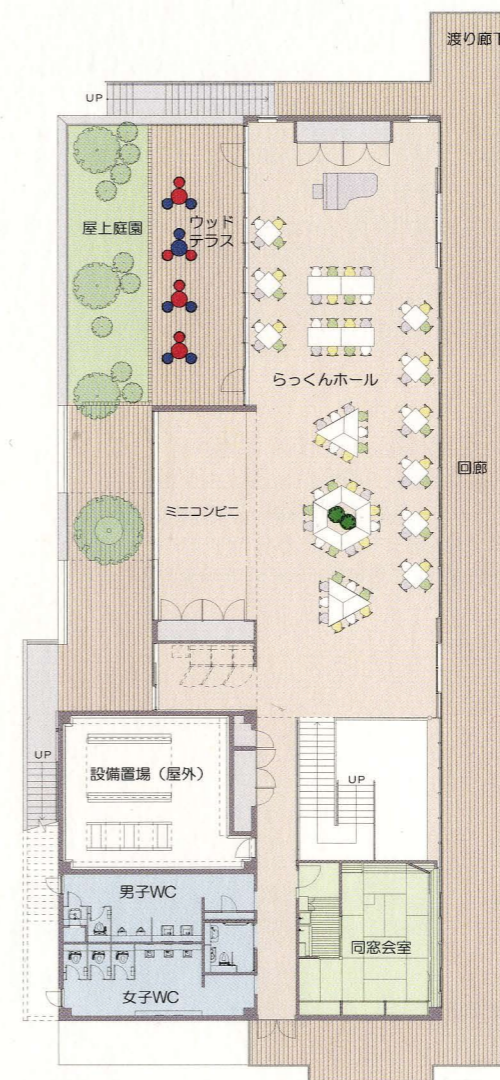 渡り廊下
UP
屋上庭園
ウッド
テラス
らっくんホール
回廊
ミニコンビニ
UP
設備置場（屋外）
UP
男子WC
同窓会室
女子WC